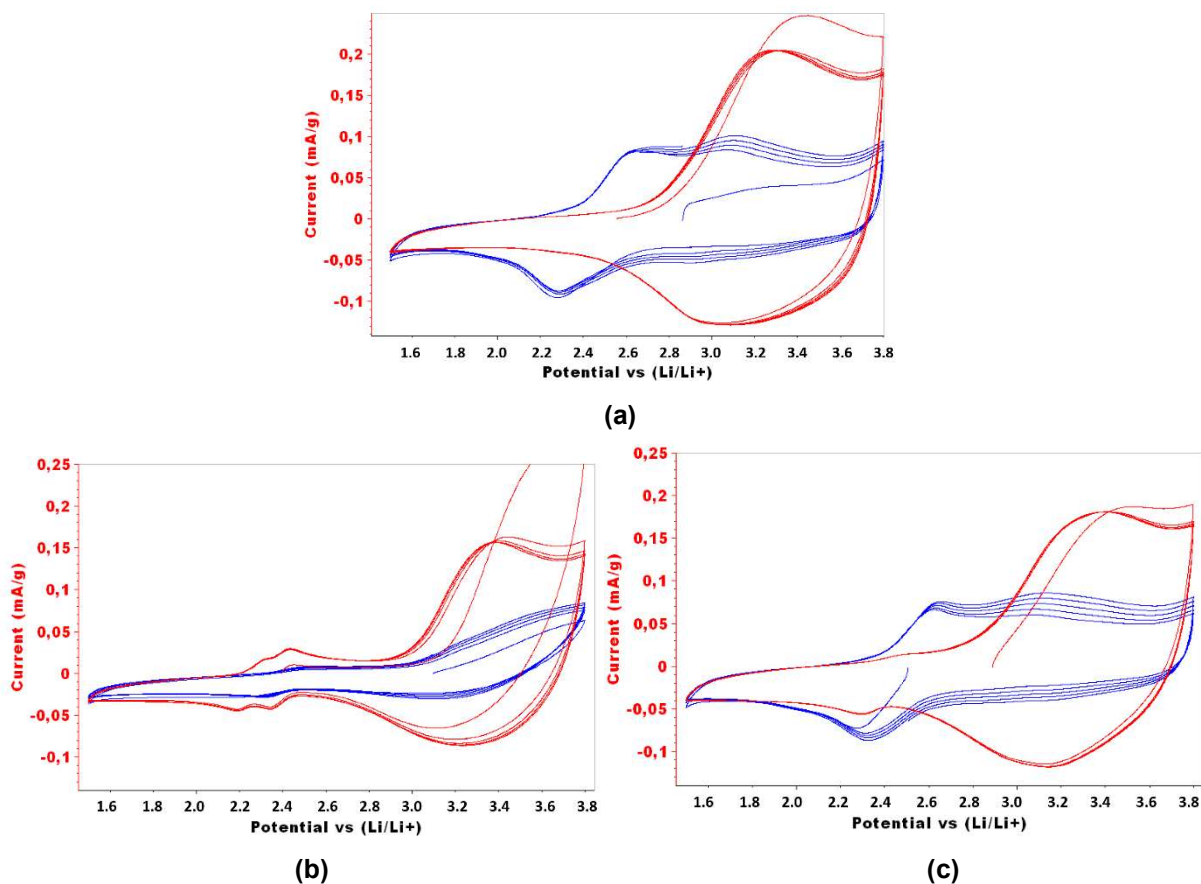 0,2
0,15
0,1
0,05
0
-0,05
-0,1
Current (mA/g)
1.6 2.0 2.2 2.4 2.6 3.0 3.2 3.4 3.6 3.8
Potential vs (Li/Li+)
(a)
0,25
0,2
0,15
0,1
0,05
0
-0,05
-0,1
Current (mA/g)
1.6 1.8 2.0 2.2 2.4 2.6 2.8 3.0 3.2 3.4 3.6 3.8
Potential vs (Li/Li+)
(b)
0,25
0,2
0,15
0,1
0,05
0
-0,05
-0,1
Current (mA/g)
1.6 1.8 2.0 2.2 2.4 2.6 2.8 3.0 3.2 3.4 3.6 3.8
Potential vs (Li/Li+)
(c)